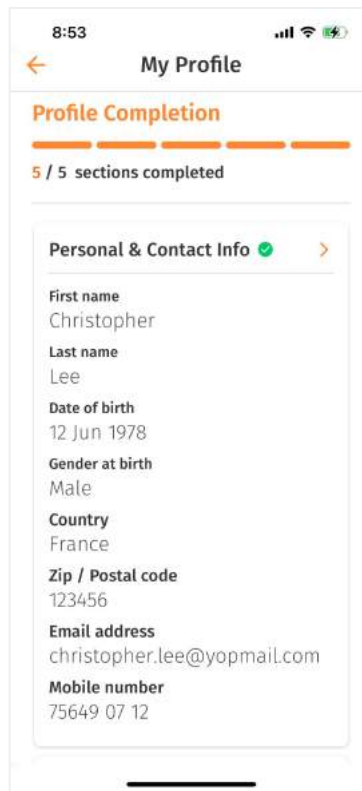 8:53
My Profile
Profile Completion
5 / 5 sections completed
Personal & Contact Info
First name
Christopher
Last name
Lee
Date of birth
12 Jun 1978
Gender at birth
Male
Country
France
Zip / Postal code
123456
Email address
christopher.lee@yopmail.com
Mobile number
75649 07 12